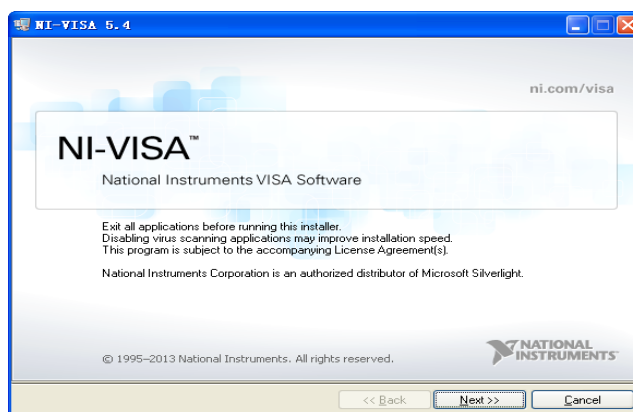 NI-VISA 5.4
ni.com/visa
NI-VISA™
National Instruments VISA Software
Exit all applications before running this installer.
Disabling virus scanning applications may improve installation speed.
This program is subject to the accompanying License Agreement(s).
National Instruments Corporation is an authorized distributor of Microsoft Silverlight.
© 1995–2013 National Instruments. All rights reserved.
NATIONAL
INSTRUMENTS™
<< Back
Next >>
Cancel